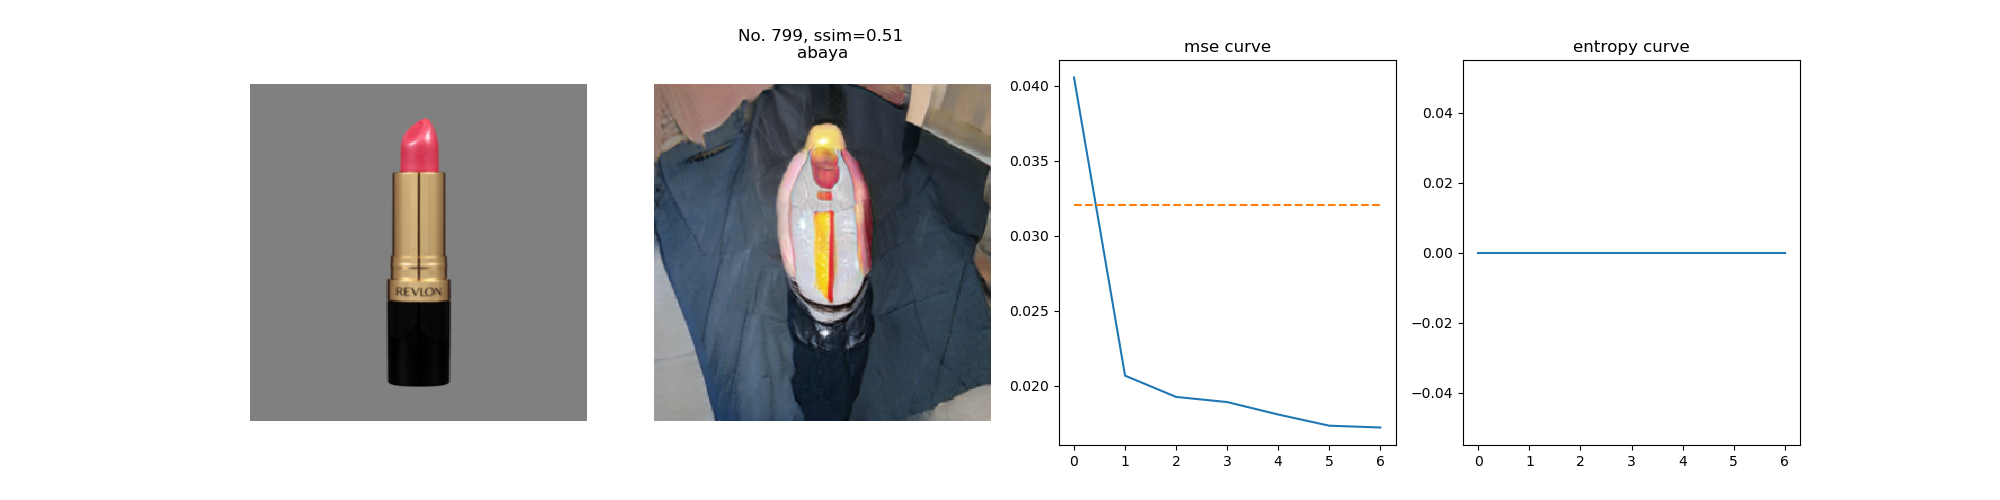 No. 799, ssim=0.51
abaya
REVLON
mse curve
0.040
0.035
0.030
0.025
0.020
0 1 2 3 4 5 6
entropy curve
0.04
0.02
0.00
−0.02
−0.04
0 1 2 3 4 5 6